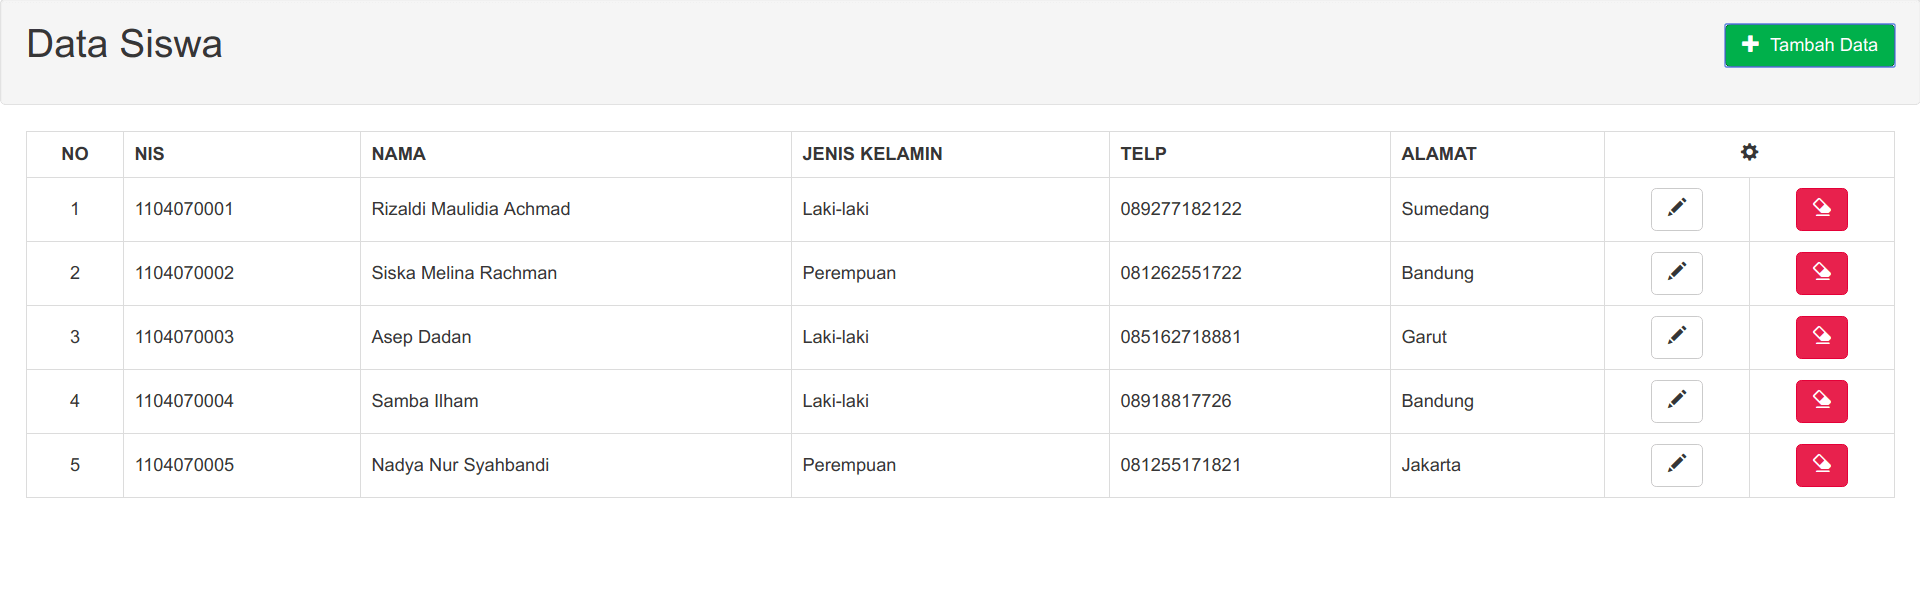 Data Siswa
Tambah Data
NO NIS NAMA JENIS KELAMIN TELP ALAMAT
1 1104070001 Rizaldi Maulidia Achmad Laki-laki 089277182122 Sumedang
2 1104070002 Siska Melina Rachman Perempuan 081262551722 Bandung
3 1104070003 Asep Dadan Laki-laki 085162718881 Garut
4 1104070004 Samba Ilham Laki-laki 08918817726 Bandung
5 1104070005 Nadya Nur Syahbandi Perempuan 081255171821 Jakarta